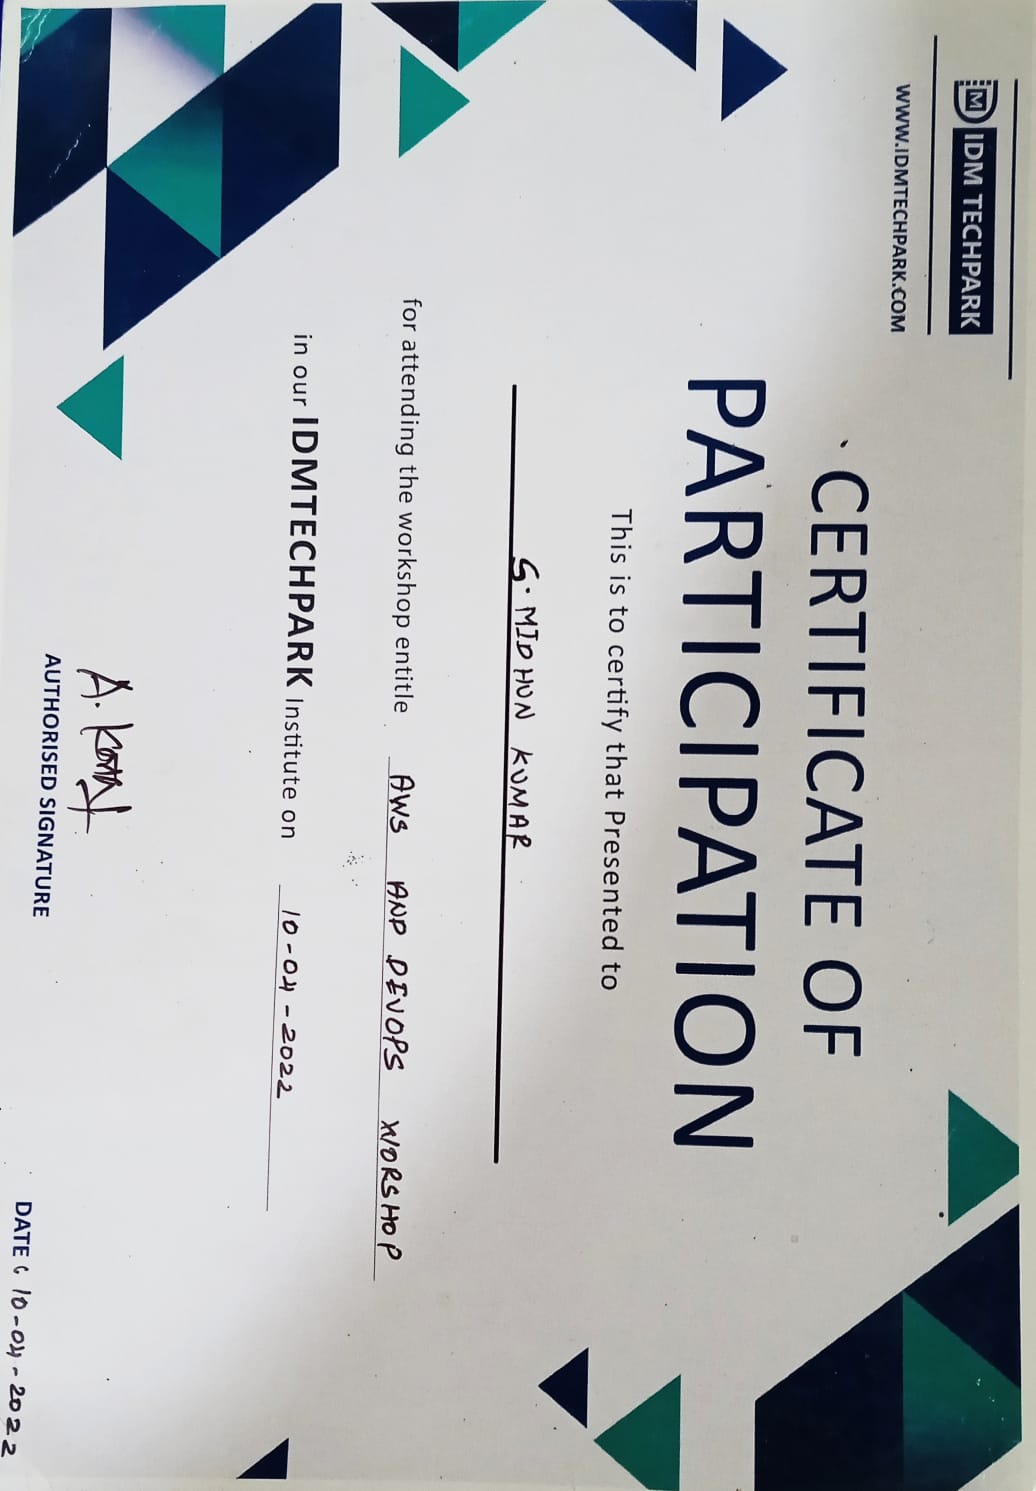 IDM TECHPARK
WWW.IDMTECHPARK.COM
CERTIFICATE OF
PARTICIPATION
This is to certify that Presented to
S. MIDHUN KUMAR
for attending the workshop entitle AWS AND DEVOPS WORSHOP
in our IDMTECHPARK Institute on 10-04-2022
A.
AUTHORISED SIGNATURE
DATE : 10-04-2022